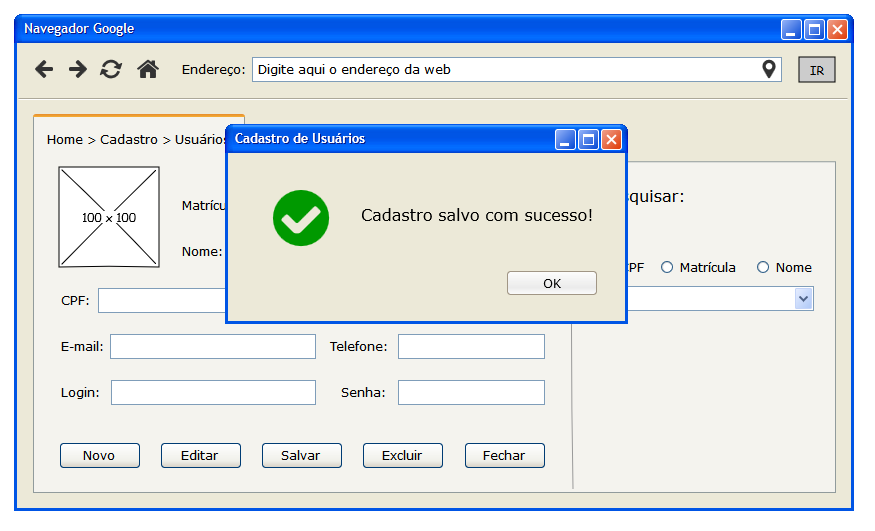 Navegador Google
Endereço: Digite aqui o endereço da web IR
Home > Cadastro > Usuário
Cadastro de Usuários
100 x 100
Matrícu
quisar:
Cadastro salvo com sucesso!
Nome:
PF Matrícula Nome
OK
CPF:
E-mail: Telefone:
Login: Senha:
Novo Editar Salvar Excluir Fechar